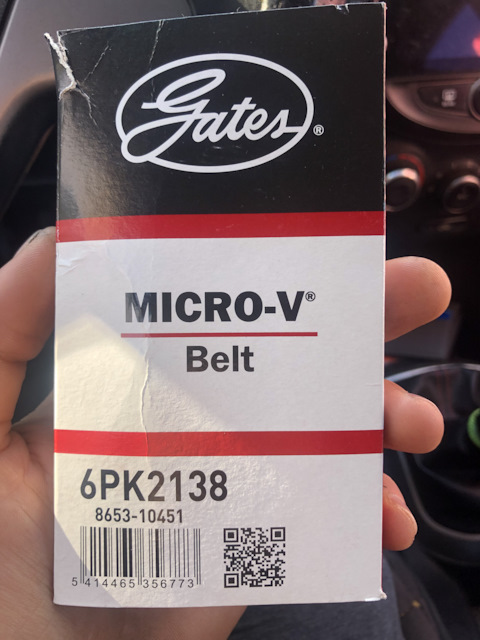 Gates®
MICRO-V®
Belt
6PK2138
8653-10451
5 414465 356773